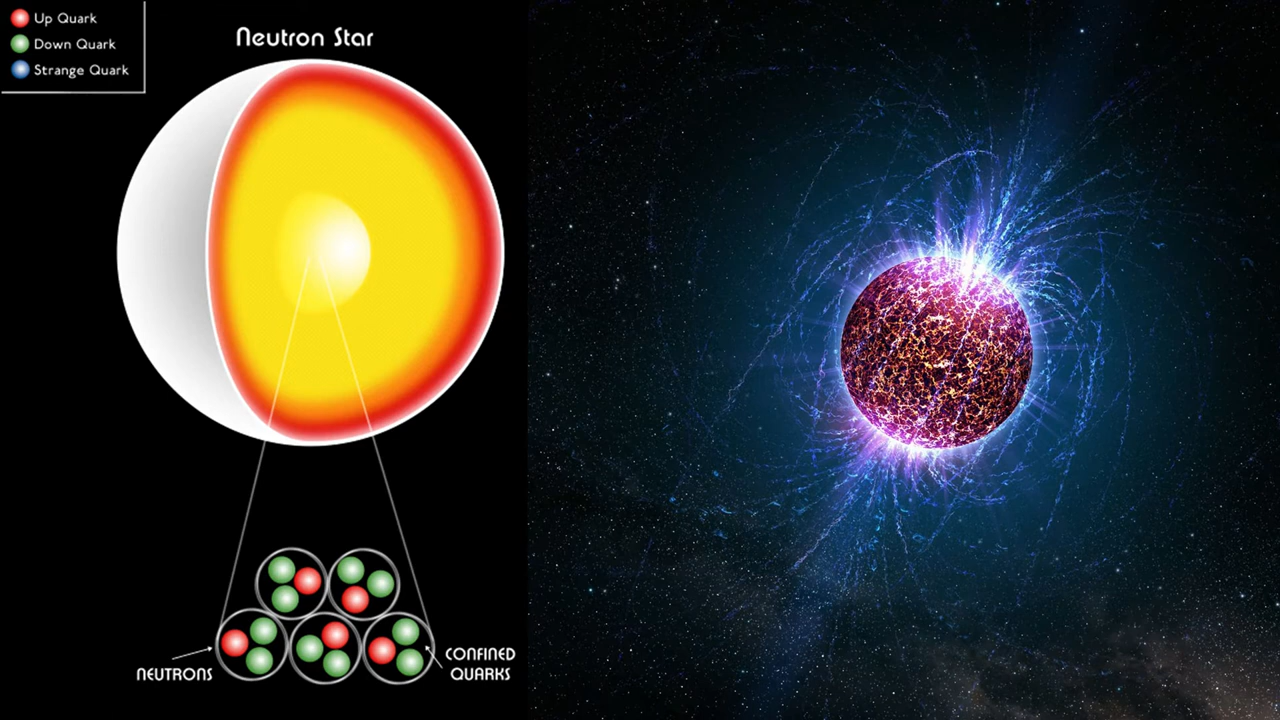 Up Quark
Down Quark
Strange Quark
Neutron Star
NEUTRONS
CONFINED
QUARKS